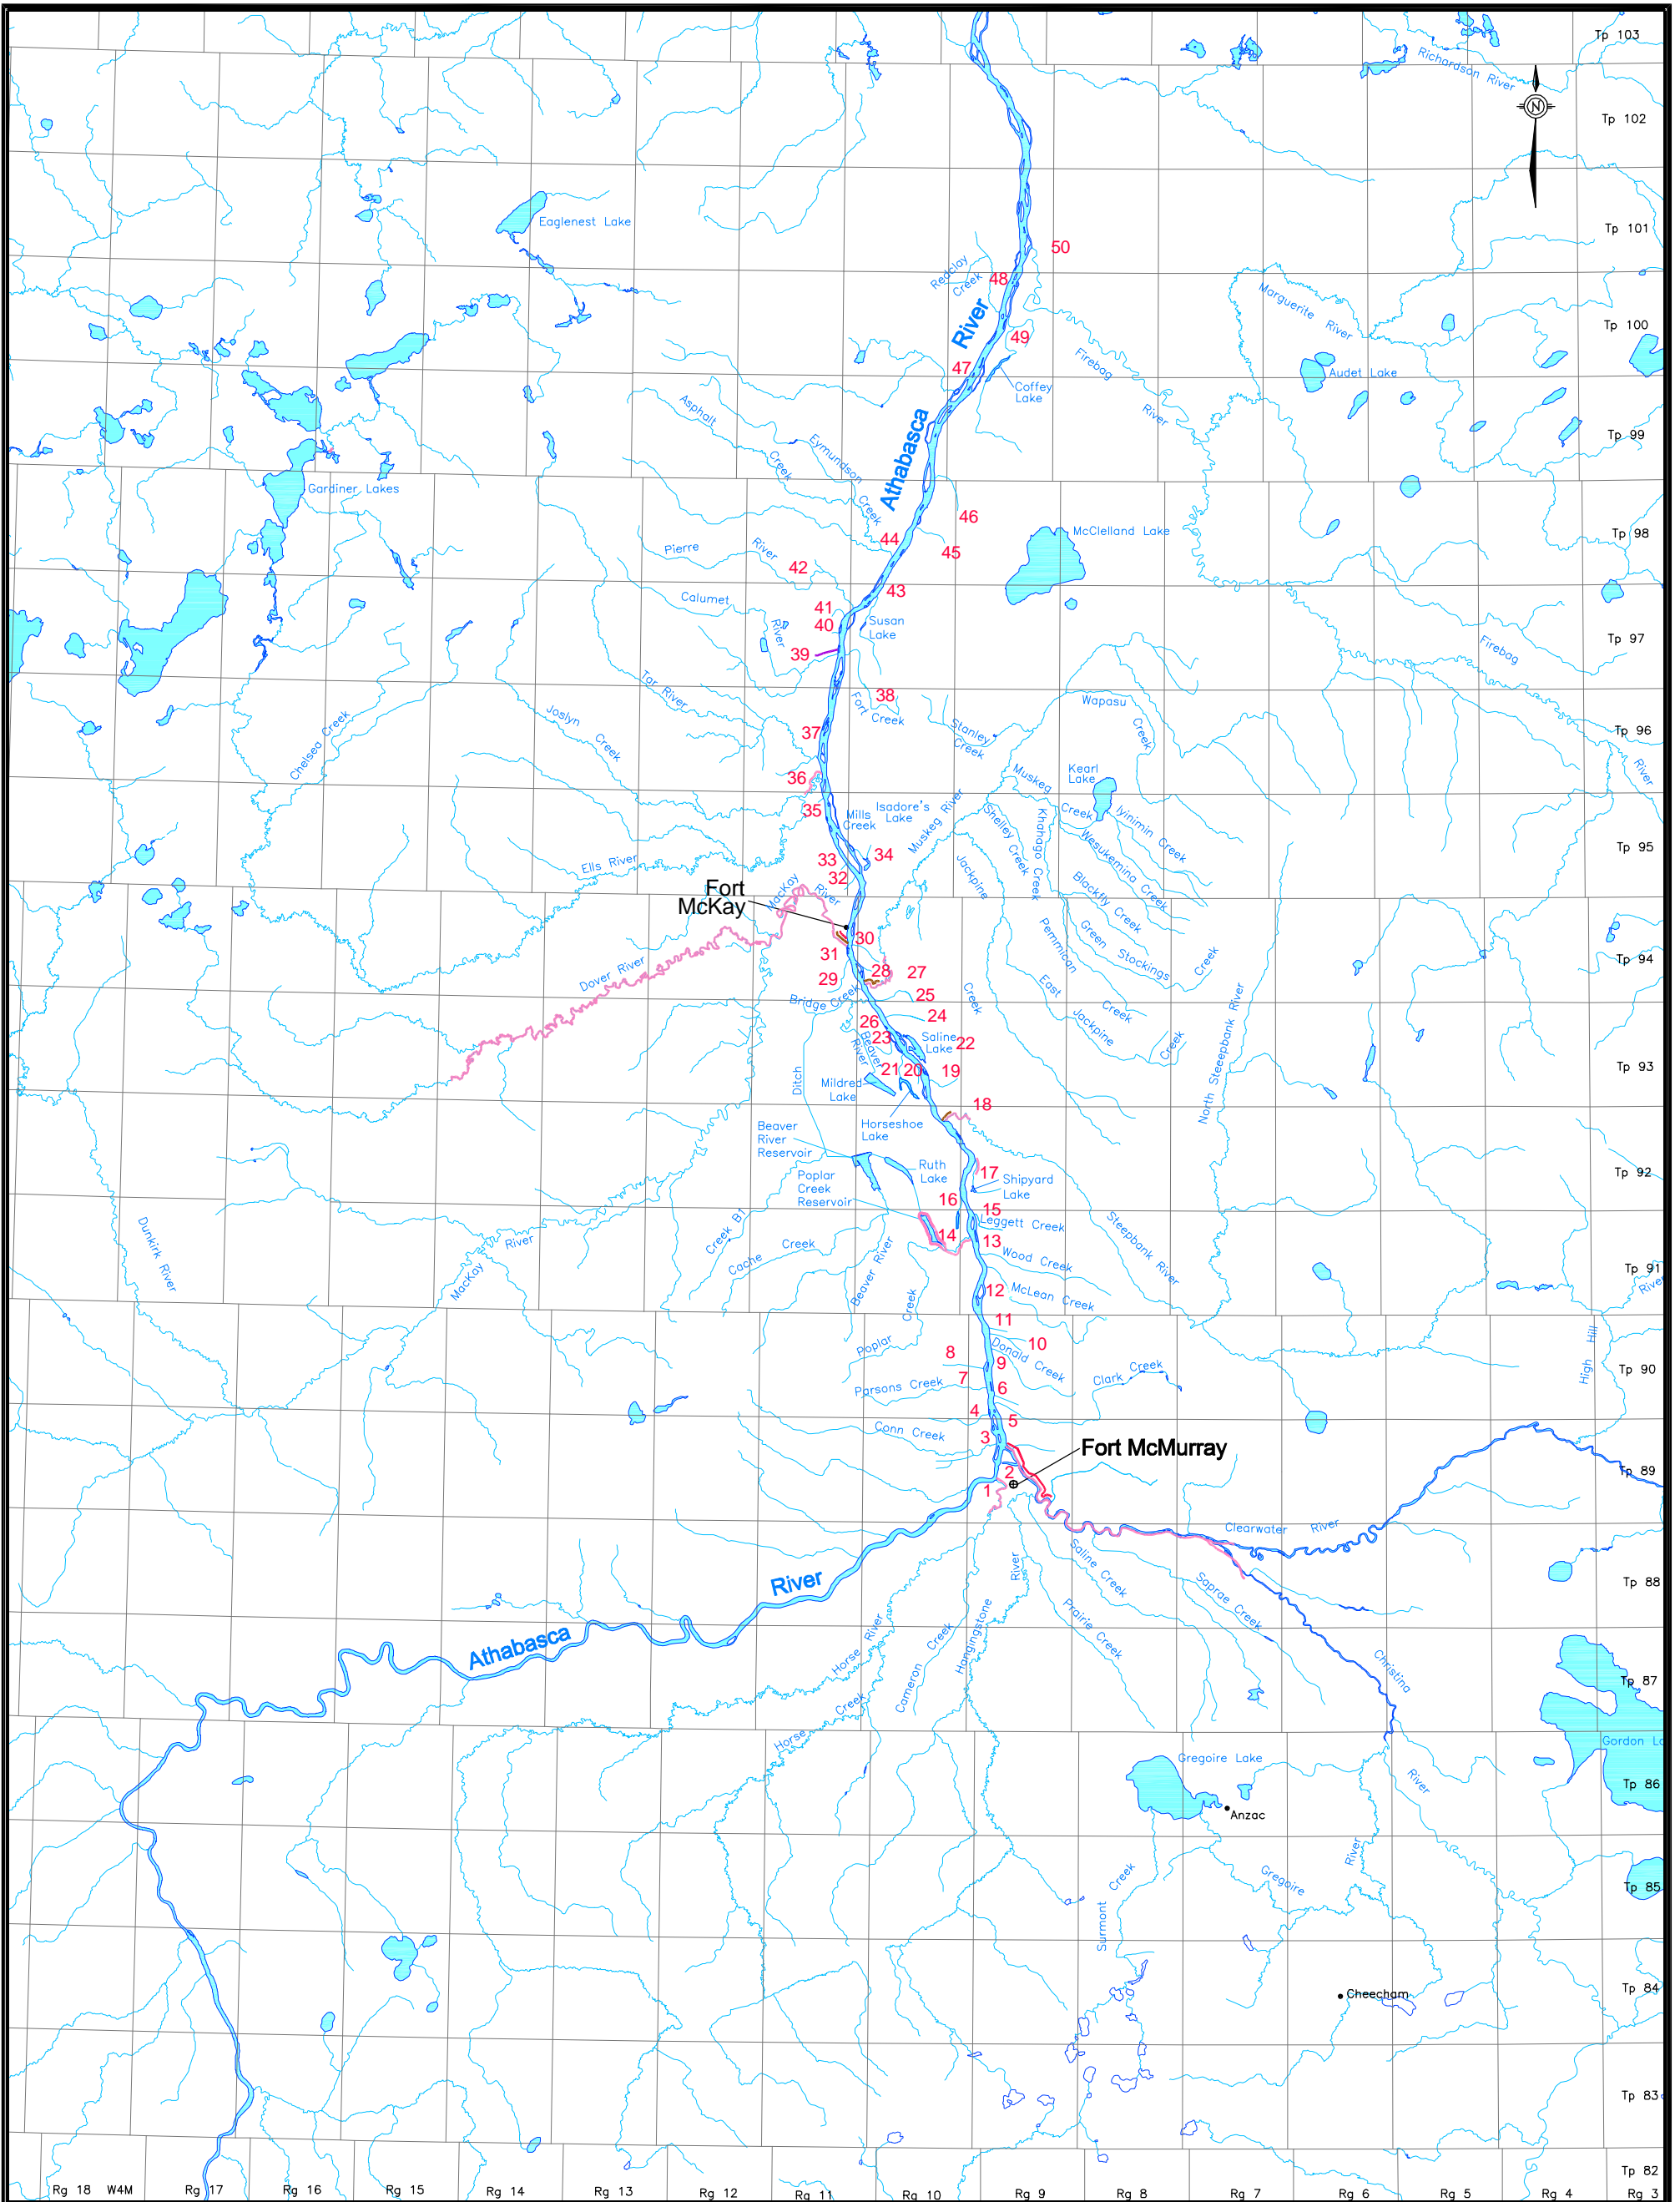 Tp 103
Richardson River
N
Tp 102
Eaglenest Lake
Tp 101
50
Redclay
Creek
48
Marguerite River
River
49
Tp 100
47
Firebag
River
Audet Lake
Coffey
Lake
Asphalt
Creek
Eymundson
Creek
Athabasca
Tp 99
Gardiner Lakes
46
McClelland Lake
Tp 98
44
45
Pierre
River
42
43
Calumet
River
41
40
Susan
Lake
39
Tp 97
Firebag
River
Tar River
38
Fort
Creek
Wapasu
Creek
Joslyn
Creek
Chelsea Creek
37
Stanley
Creek
Tp 96
36
Muskeg
Creek
Kearl
Lake
35
Mills
Creek
Isadore's
Lake
Muskeg River
Shelley Creek
Khahago Creek
Iyinimin Creek
Wesukemina Creek
Tp 95
Ells River
33
34
32
Jackpine
Creek
Blackfly Creek
Fort
McKay
MacKay
River
Green Stockings
Creek
Pemmican
Creek
30
31
Tp 94
Dover River
29
28
27
East
Jackpine
Creek
Bridge Creek
25
24
26
23
Beaver
River
Saline
Lake
22
North Steepbank River
Tp 93
Ditch
21
20
19
Mildred
Lake
18
Horseshoe
Lake
Beaver
River
Reservoir
Ruth
Lake
17
Shipyard
Lake
Tp 92
Poplar
Creek
Reservoir
16
15
Leggett Creek
Steepbank River
14
13
Wood Creek
Dunkirk River
MacKay
River
Creek B1
Cache Creek
Beaver River
Tp 91
River
12
McLean Creek
11
Poplar
Creek
10
Donald Creek
8
9
High Hill
Tp 90
7
Parsons Creek
6
Clark Creek
4
5
Conn Creek
3
Fort McMurray
2
1
Tp 89
Clearwater River
Saline Creek
Saprae Creek
Tp 88
River
Prairie Creek
Athabasca
River
Horse River
Cameron
Creek
Hangingstone
Christina
River
Tp 87
Horse
Creek
Gregoire Lake
Gordon La
Tp 86
Anzac
Surmont
Creek
Gregoire
River
Tp 85
Tp 84
Cheecham
Tp 83
Tp 82
Rg 18 W4M
Rg 17
Rg 16
Rg 15
Rg 14
Rg 13
Rg 12
Rg 11
Rg 10
Rg 9
Rg 8
Rg 7
Rg 6
Rg 5
Rg 4
Rg 3